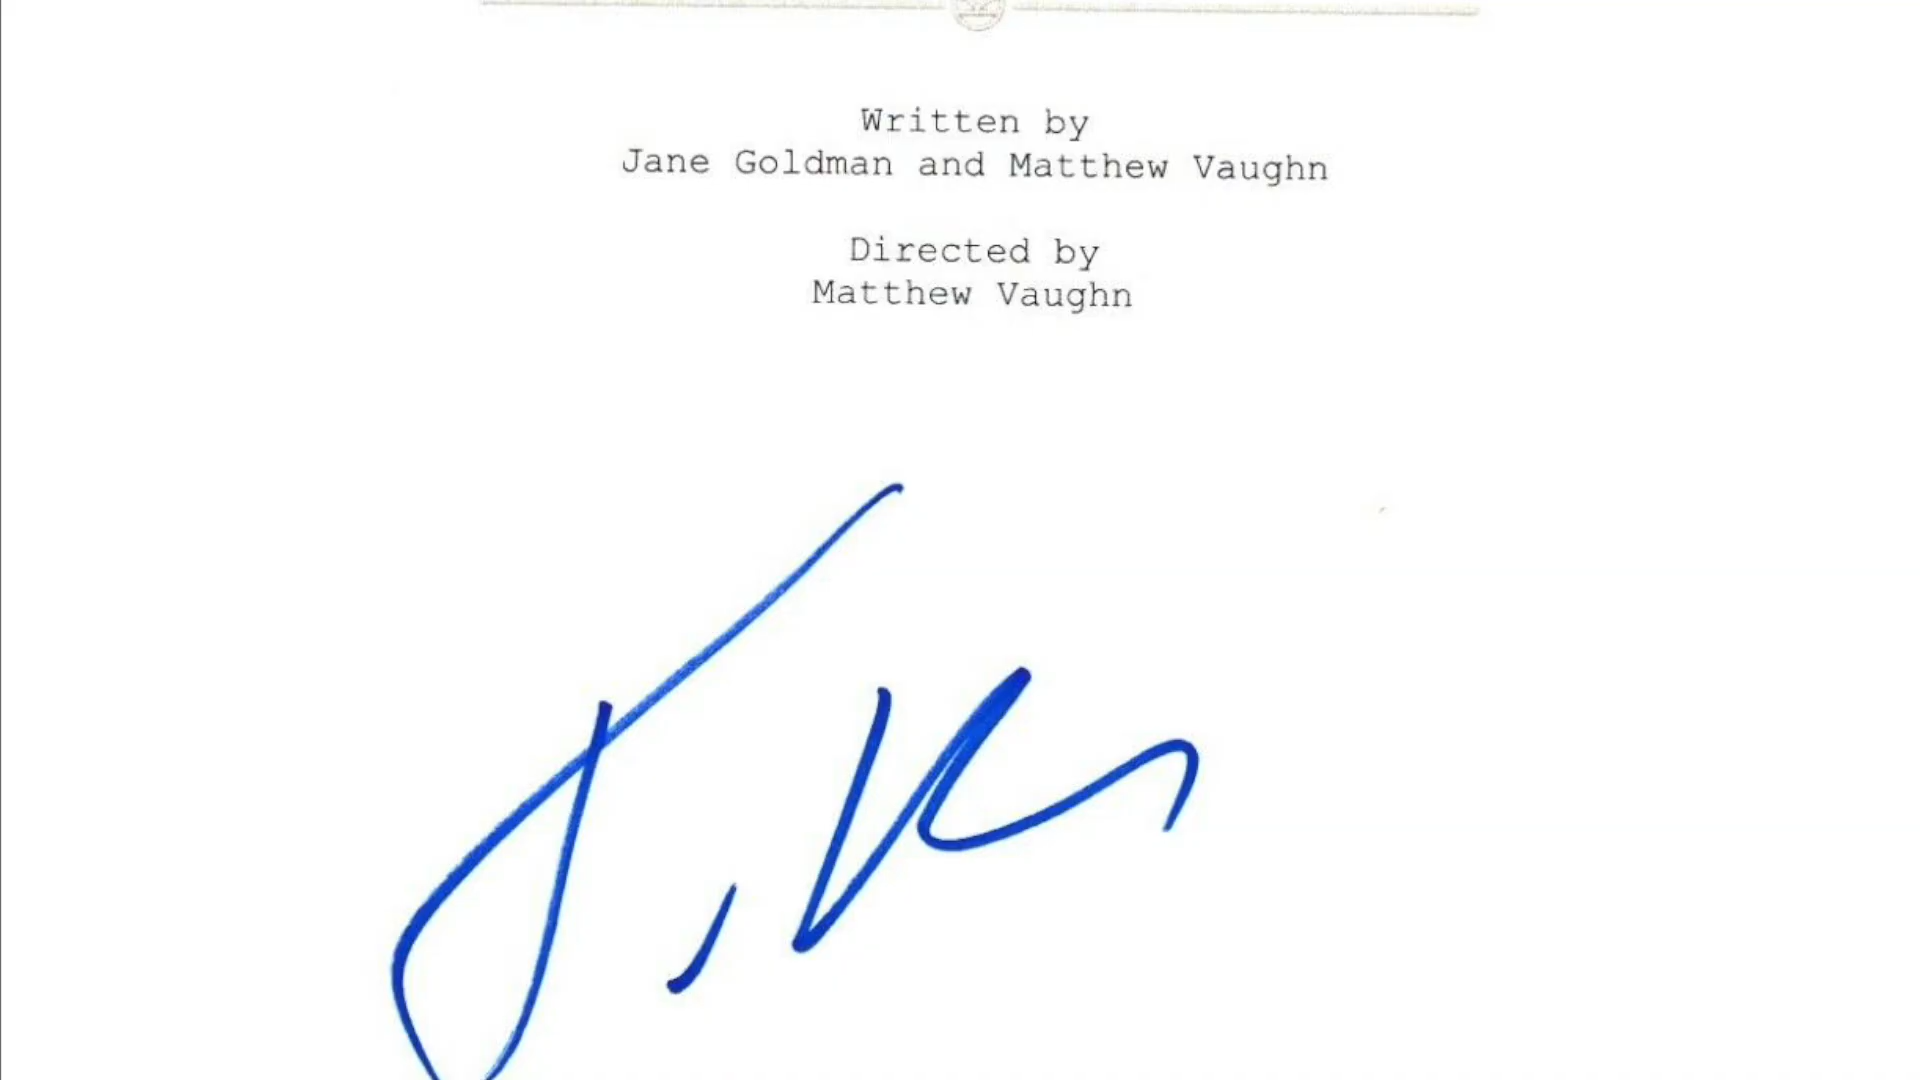 Written by
Jane Goldman and Matthew Vaughn
Directed by
Matthew Vaughn